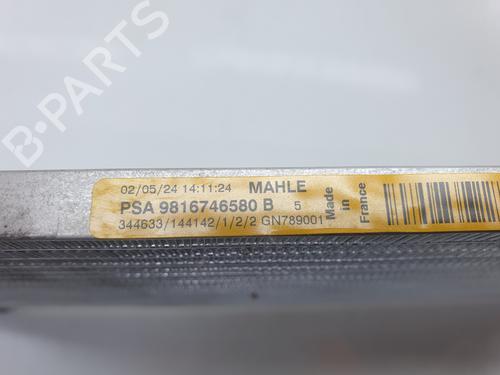 B-PARTS
02/05/24 14:11:24 MAHLE
PSA 9816746580 B 5
344633/144142/1/2/2 GN789001
Made in
France